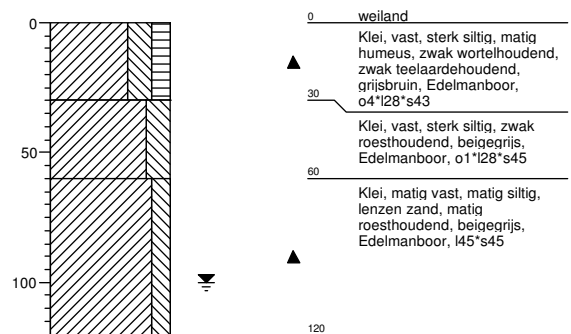 0
50
100
0 weiland
Klei, vast, sterk siltig, matig
humeus, zwak wortelhoudend,
zwak teelaardehoudend,
grijsbruin, Edelmanboor,
o4*l28*s43
30
Klei, vast, sterk siltig, zwak
roesthoudend, beigegrijs,
Edelmanboor, o1*l28*s45
60
Klei, matig vast, matig siltig,
lenzen zand, matig
roesthoudend, beigegrijs,
Edelmanboor, l45*s45
120